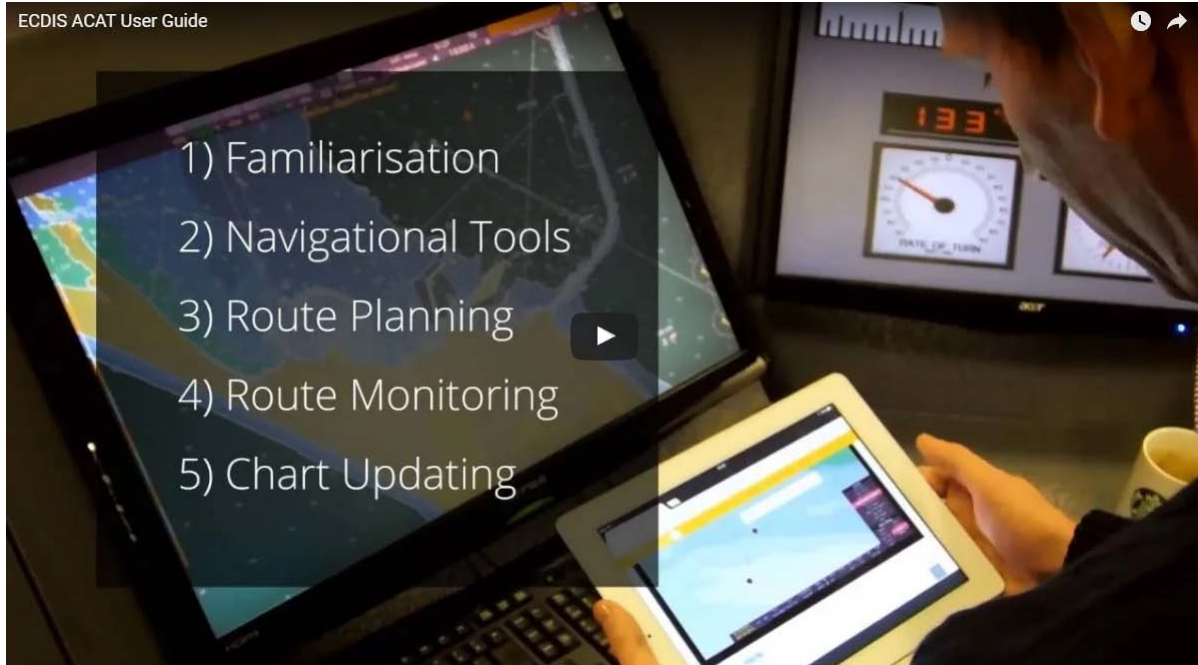 ECDIS ACAT User Guide
1) Familiarisation
2) Navigational Tools
3) Route Planning
4) Route Monitoring
5) Chart Updating
133°
RATE OF TURN
acer